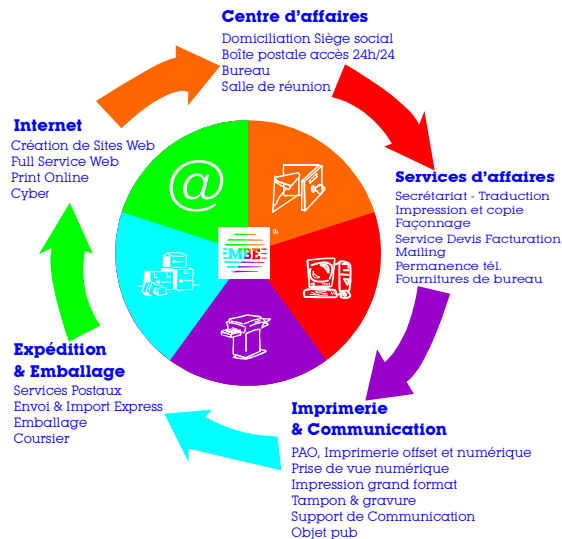 Centre d'affaires
Domiciliation Siège social
Boîte postale accès 24h/24
Bureau
Salle de réunion
Services d'affaires
Secrétariat - Traduction
Impression et copie
Façonnage
Service Devis Facturation
Mailing
Permanence tél.
Fournitures de bureau
Imprimerie
& Communication
PAO, Imprimerie offset et numérique
Prise de vue numérique
Impression grand format
Tampon & gravure
Support de Communication
Objet pub
Expédition
& Emballage
Services Postaux
Envoi & Import Express
Emballage
Coursier
Internet
Création de Sites Web
Full Service Web
Print Online
Cyber
@
MBE
®